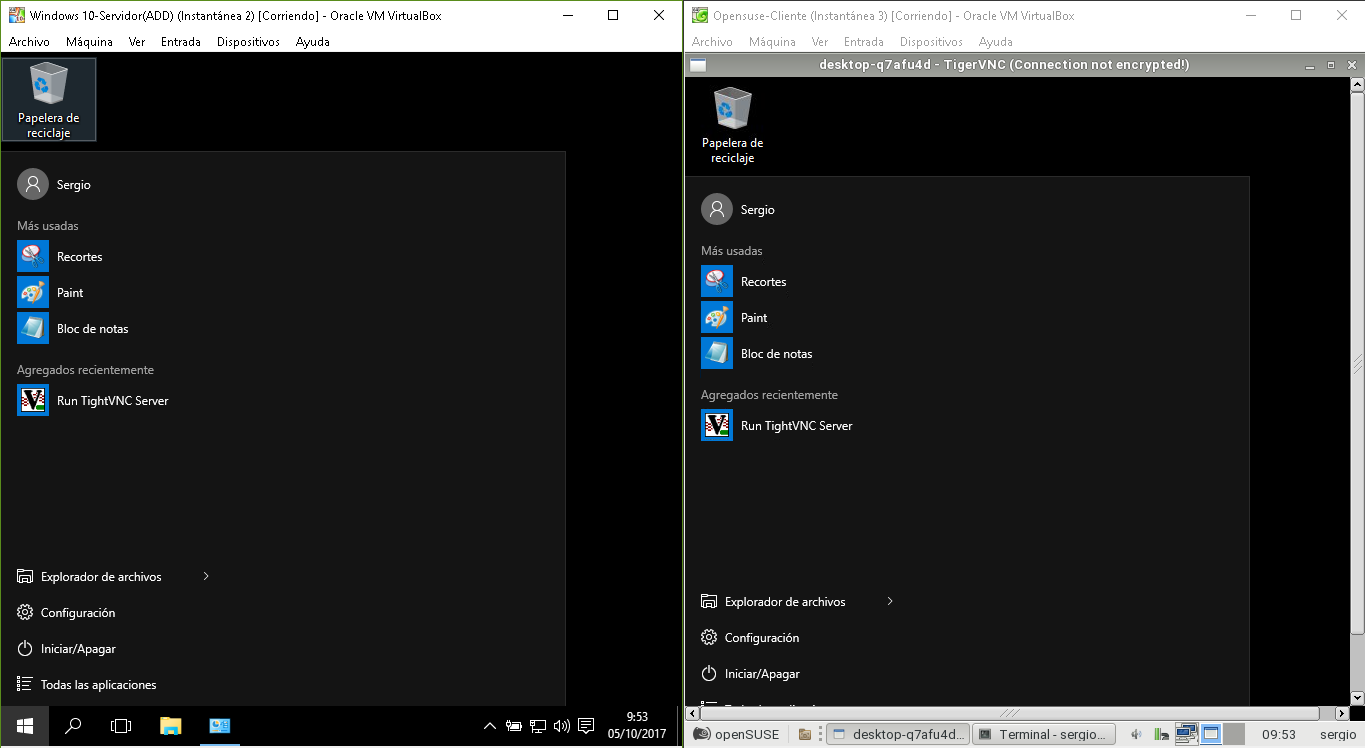 Windows 10-Servidor(ADD) (Instantánea 2) [Corriendo] - Oracle VM VirtualBox
Archivo Máquina Ver Entrada Dispositivos Ayuda
Papelera de
reciclaje
Sergio
Más usadas
Recortes
Paint
Bloc de notas
Agregados recientemente
Run TightVNC Server
Explorador de archivos
Configuración
Iniciar/Apagar
Todas las aplicaciones
9:53
05/10/2017
Opensuse-Cliente (Instantánea 3) [Corriendo] - Oracle VM VirtualBox
Archivo Máquina Ver Entrada Dispositivos Ayuda
desktop-q7afu4d - TigerVNC (Connection not encrypted!)
Papelera de
reciclaje
Sergio
Más usadas
Recortes
Paint
Bloc de notas
Agregados recientemente
Run TightVNC Server
Explorador de archivos
Configuración
Iniciar/Apagar
openSUSE desktop-q7afu4d... Terminal - sergio... 09:53 sergio